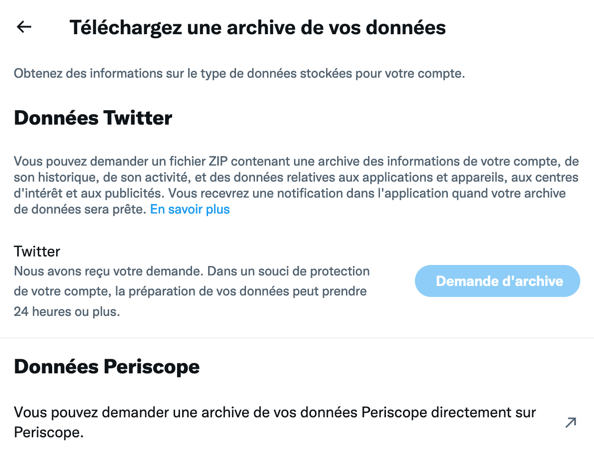 Téléchargez une archive de vos données
Obtenez des informations sur le type de données stockées pour votre compte.
Données Twitter
Vous pouvez demander un fichier ZIP contenant une archive des informations de votre compte, de
son historique, de son activité, et des données relatives aux applications et appareils, aux centres
d'intérêt et aux publicités. Vous recevrez une notification dans l'application quand votre archive
de données sera prête. En savoir plus
Twitter
Nous avons reçu votre demande. Dans un souci de protection
de votre compte, la préparation de vos données peut prendre
24 heures ou plus.
Demande d'archive
Données Periscope
Vous pouvez demander une archive de vos données Periscope directement sur
Periscope.